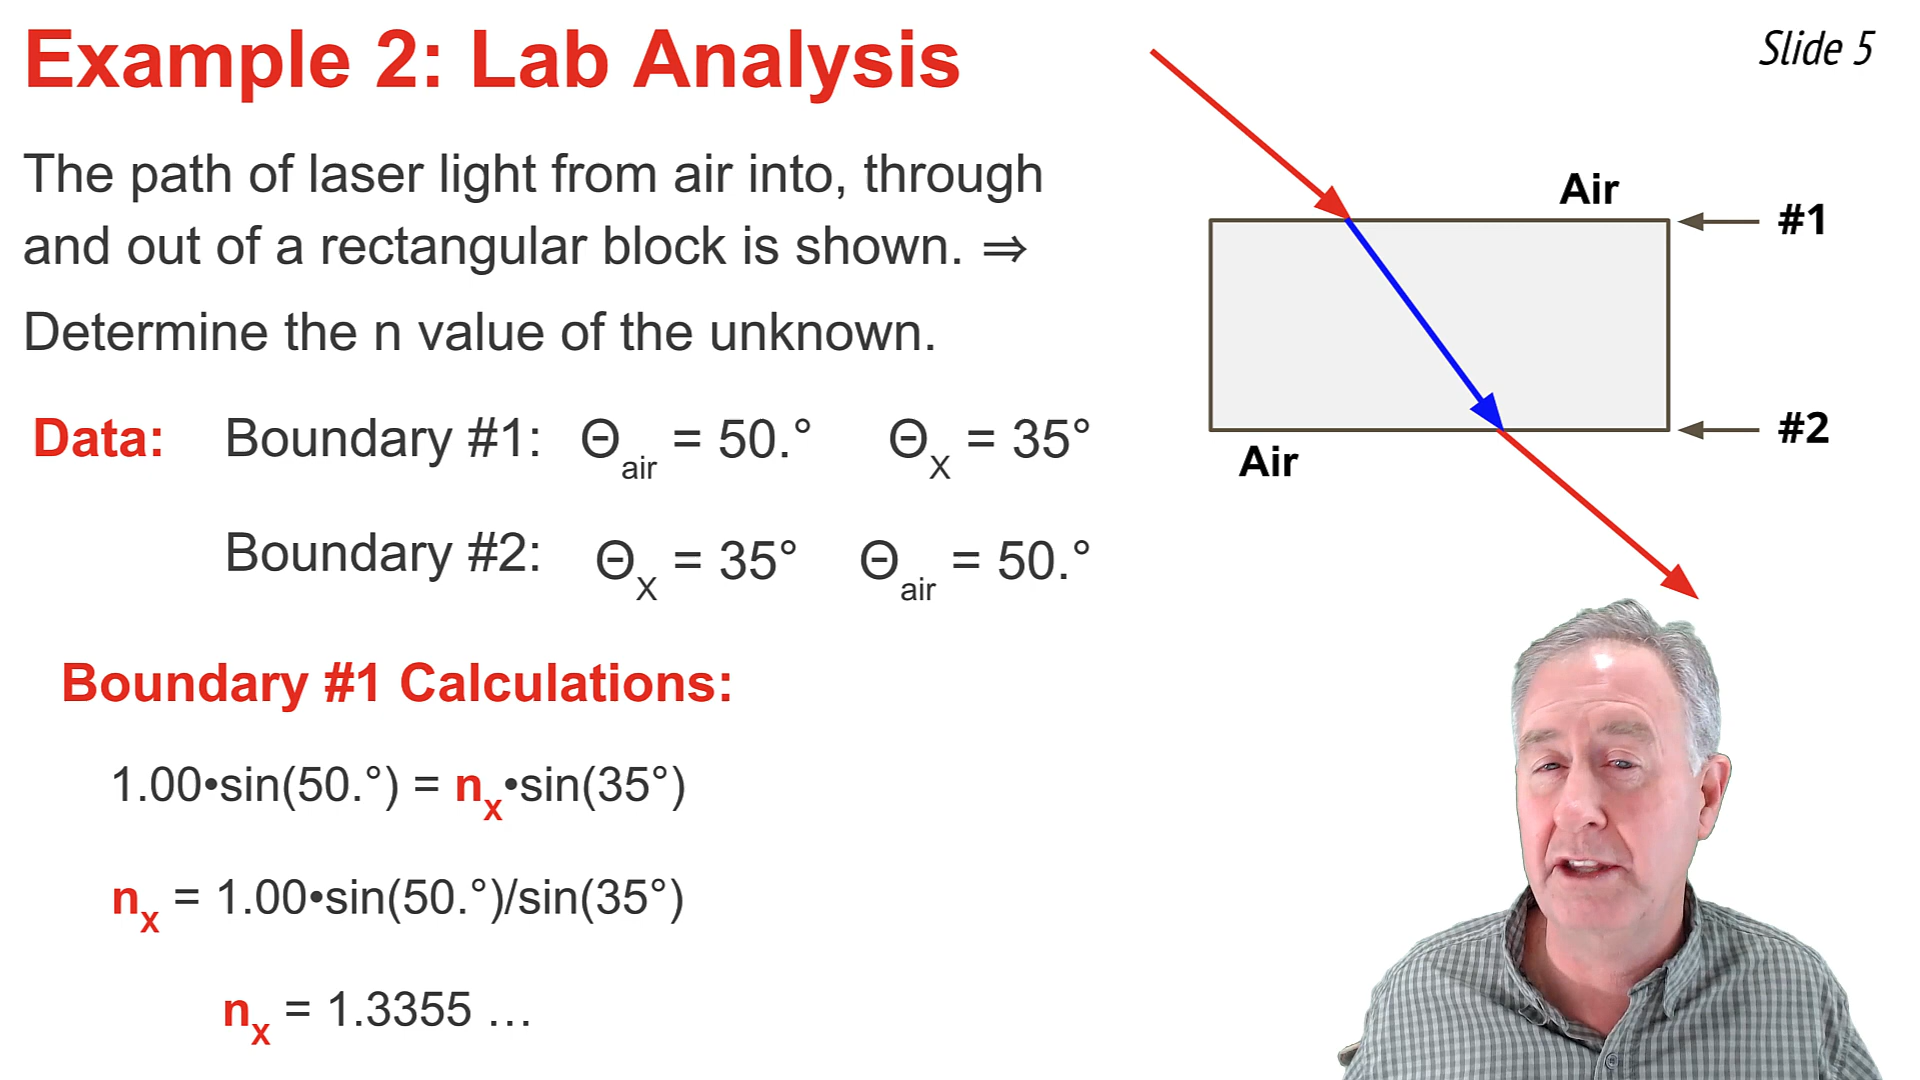 Example 2: Lab Analysis
Slide 5
The path of laser light from air into, through
and out of a rectangular block is shown. ⇒
Determine the n value of the unknown.
Data: Boundary #1: Θair = 50.° ΘX = 35°
Boundary #2: ΘX = 35° Θair = 50.°
Boundary #1 Calculations:
1.00•sin(50.°) = nx•sin(35°)
nx = 1.00•sin(50.°)/sin(35°)
nx = 1.3355 …
Air
#1
#2
Air